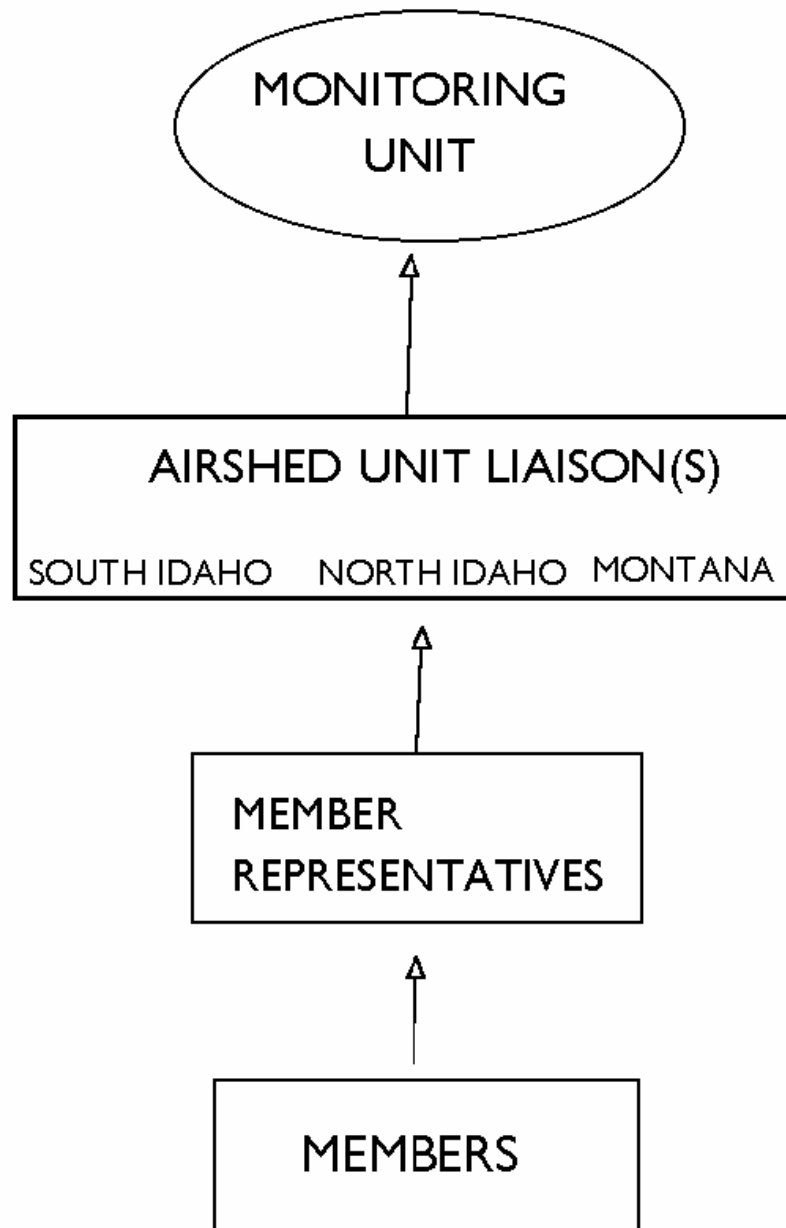 MONITORING
UNIT
AIRSHED UNIT LIAISON(S)
SOUTH IDAHO NORTH IDAHO MONTANA
MEMBER
REPRESENTATIVES
MEMBERS